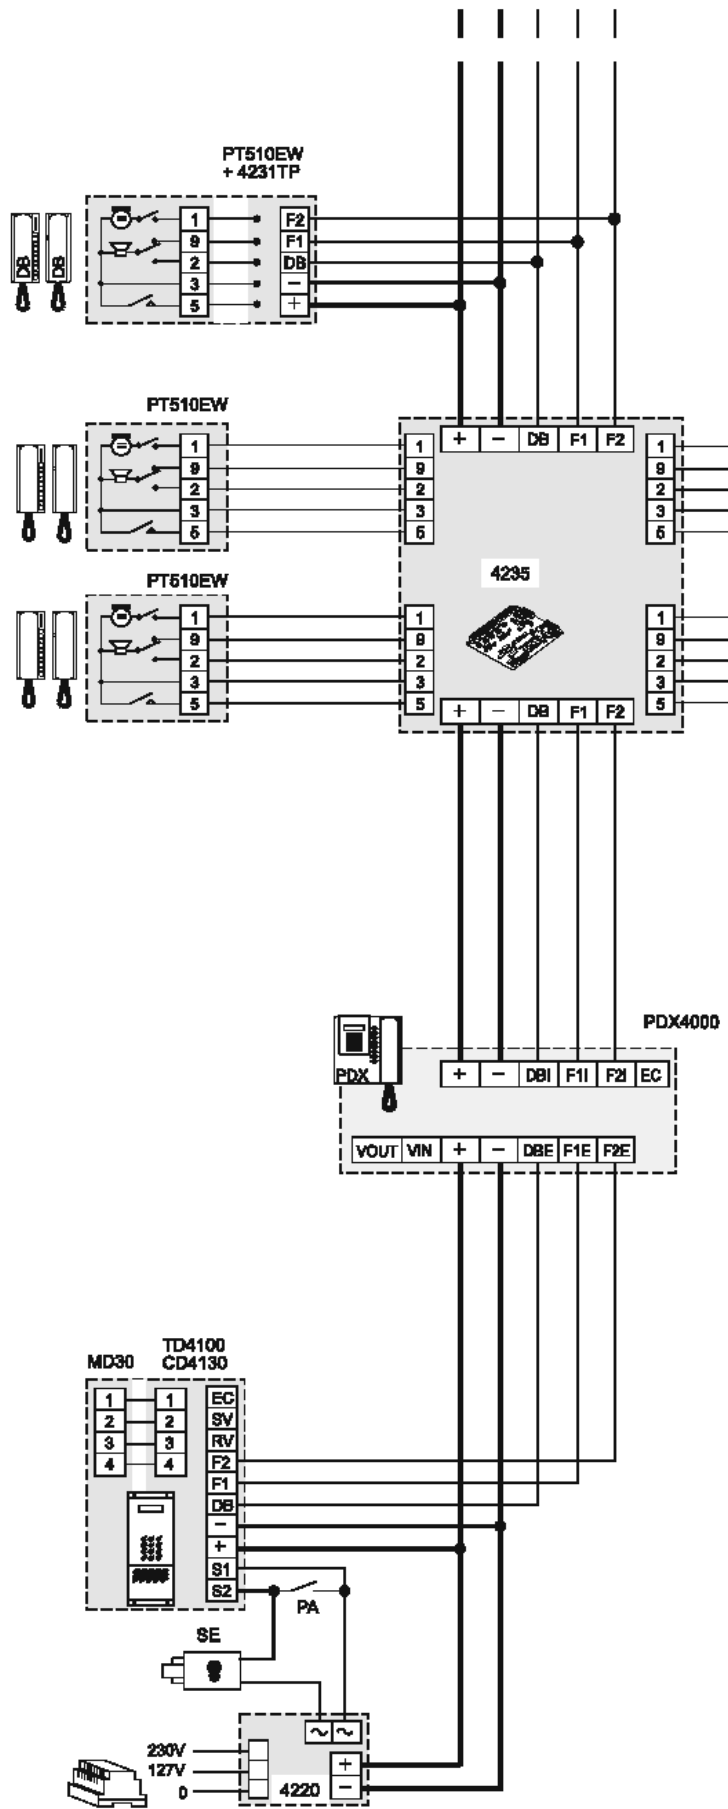 PT510EW
+ 4231TP
1 F2
9 F1
2 DB
3 −
5 +
DB DB
PT510EW
1
9
2
3
5
+ − DB F1 F2
1 1
9 9
2 2
3 3
5 5
4235
PT510EW
1
9
2
3
5
1 1
9 9
2 2
3 3
5 5
+ − DB F1 F2
PDX4000
PDX
+ − DBI F1I F2I EC
VOUT VIN + − DBE F1E F2E
MD30
TD4100
CD4130
1 1 EC
2 2 SV
3 3 RV
4 4 F2
F1
DB
−
+
S1
S2
PA
SE
~ ~
230V
127V
0
4220
+
−